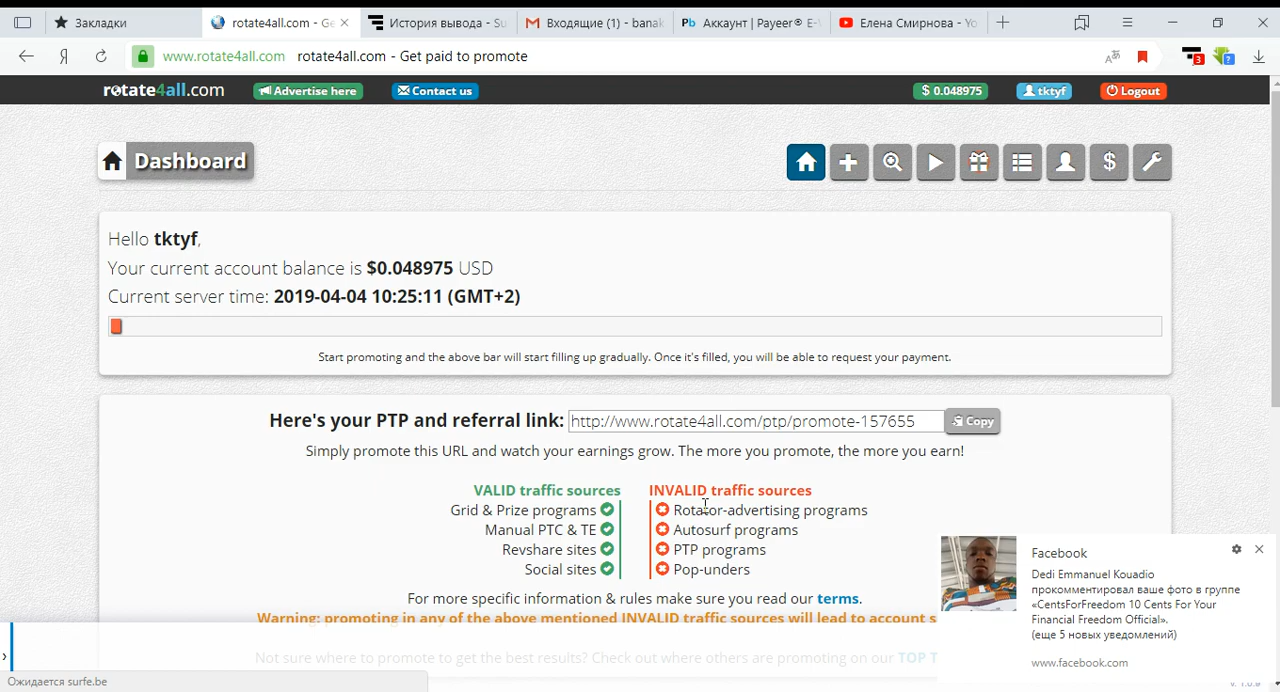 Закладки
rotate4all.com - Ge
История вывода - Su
Входящие (1) - banak
Pb Аккаунт | Payeer® E-
Елена Смирнова - Yo
Я
www.rotate4all.com rotate4all.com - Get paid to promote
3
?
rotate4all.com
Advertise here
Contact us
$ 0.048975
tktyf
Logout
Dashboard
$
Hello tktyf,
Your current account balance is $0.048975 USD
Current server time: 2019-04-04 10:25:11 (GMT+2)
Start promoting and the above bar will start filling up gradually. Once it's filled, you will be able to request your payment.
Here's your PTP and referral link: http://www.rotate4all.com/ptp/promote-157655 Copy
Simply promote this URL and watch your earnings grow. The more you promote, the more you earn!
VALID traffic sources
Grid & Prize programs
Manual PTC & TE
Revshare sites
Social sites
INVALID traffic sources
Rotator-advertising programs
Autosurf programs
PTP programs
Pop-unders
For more specific information & rules make sure you read our terms.
Warning: promoting in any of the above mentioned INVALID traffic sources will lead to account s
Not sure where to promote to get the best results? Check out where others are promoting on our TOP T
Facebook
Dedi Emmanuel Kouadio
прокомментировал ваше фото в группе
«CentsForFreedom 10 Cents For Your
Financial Freedom Official».
(еще 5 новых уведомлений)
www.facebook.com
Ожидается surfe.be